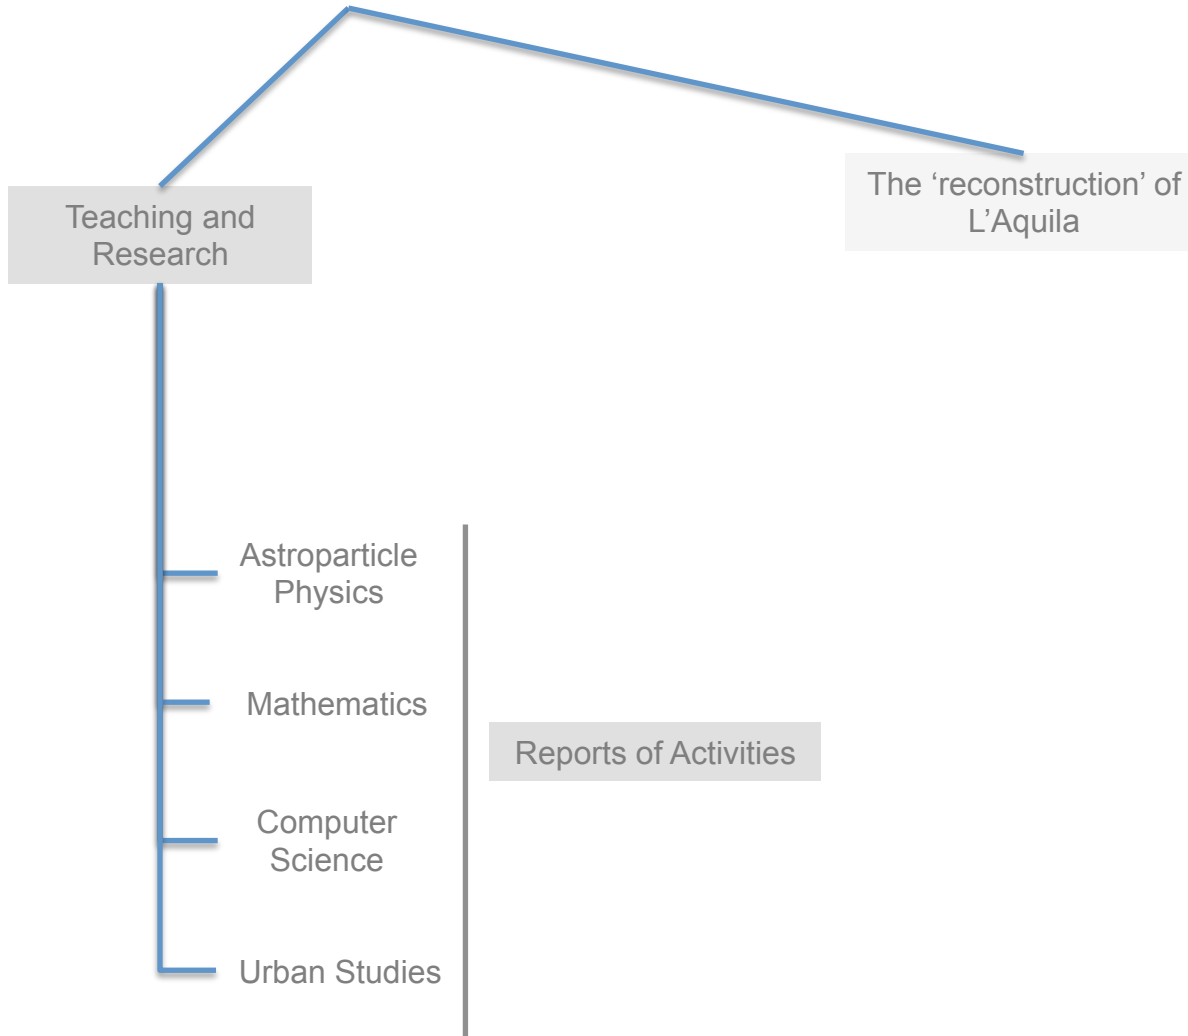 The ‘reconstruction’ of
L’Aquila
Teaching and
Research
Astroparticle
Physics
Mathematics
Reports of Activities
Computer
Science
Urban Studies